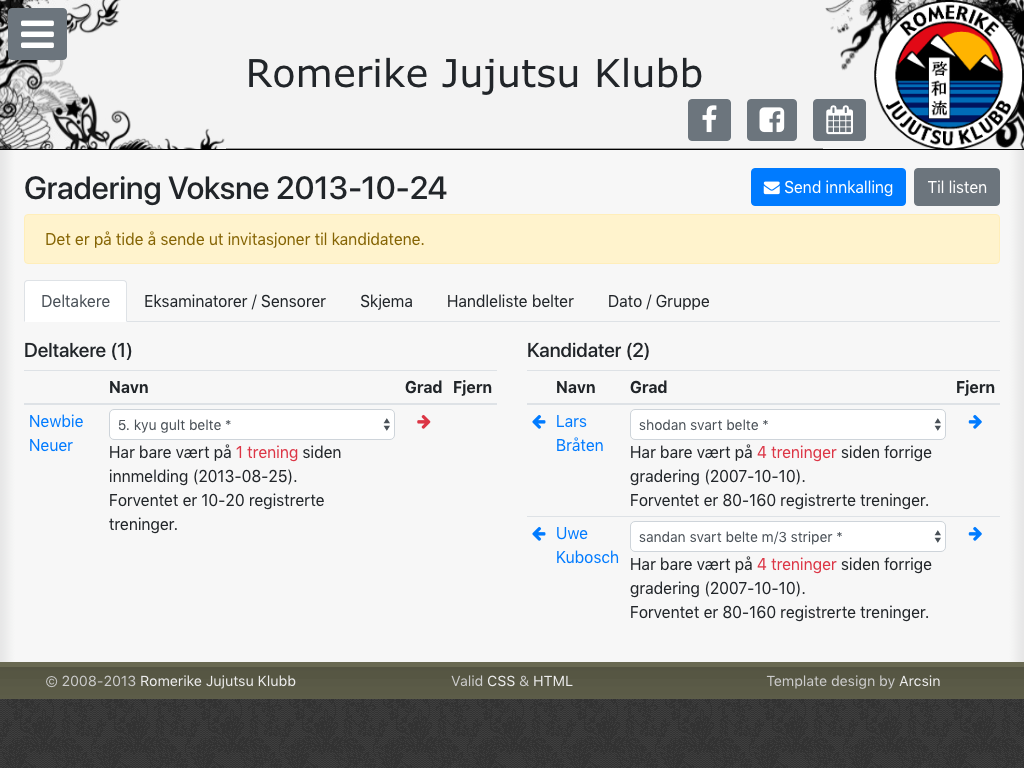 Romerike Jujutsu Klubb
ROMERIKE
啓和流
JUJUTSU KLUBB
Gradering Voksne 2013-10-24
Send innkalling
Til listen
Det er på tide å sende ut invitasjoner til kandidatene.
Deltakere
Eksaminatorer / Sensorer
Skjema
Handleliste belter
Dato / Gruppe
Deltakere (1)
Navn Grad Fjern
Newbie
Neuer
5. kyu gult belte *
Har bare vært på 1 trening siden
innmelding (2013-08-25).
Forventet er 10-20 registrerte
treninger.
Kandidater (2)
Navn Grad Fjern
Lars
Bråten
shodan svart belte *
Har bare vært på 4 treninger siden forrige
gradering (2007-10-10).
Forventet er 80-160 registrerte treninger.
Uwe
Kubosch
sandan svart belte m/3 striper *
Har bare vært på 4 treninger siden forrige
gradering (2007-10-10).
Forventet er 80-160 registrerte treninger.
© 2008-2013 Romerike Jujutsu Klubb
Valid CSS & HTML
Template design by Arcsin